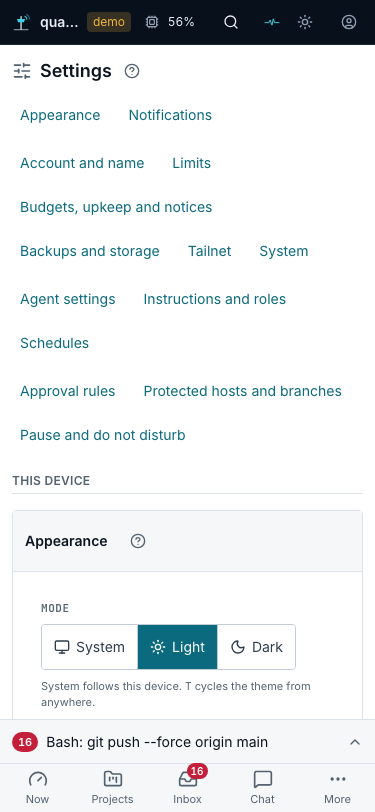 qua... demo 56%
Settings
Appearance Notifications
Account and name Limits
Budgets, upkeep and notices
Backups and storage Tailnet System
Agent settings Instructions and roles
Schedules
Approval rules Protected hosts and branches
Pause and do not disturb
THIS DEVICE
Appearance
MODE
System Light Dark
System follows this device. T cycles the theme from
anywhere.
16 Bash: git push --force origin main
16
Now Projects Inbox Chat More